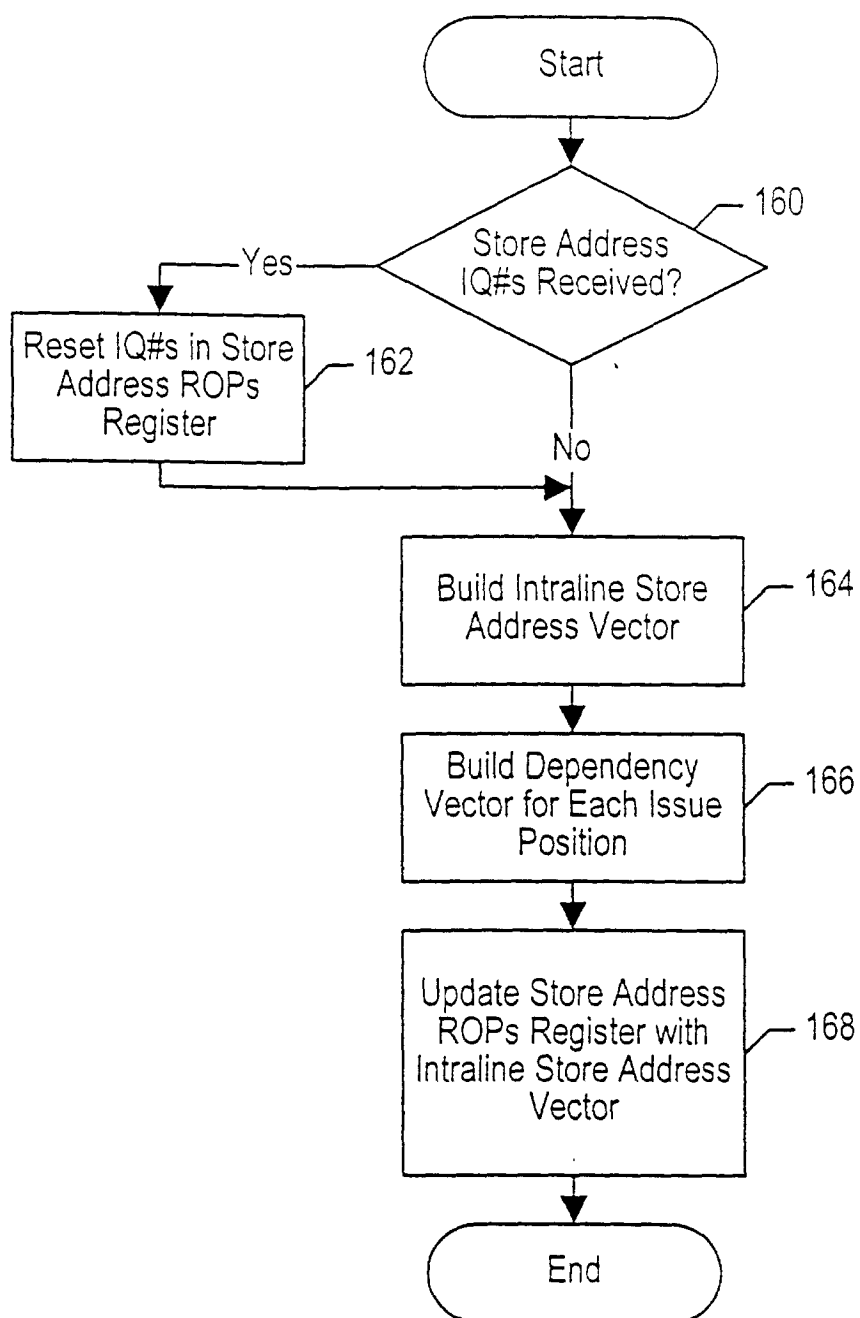 Start
160
Store Address
IQ#s Received?
Yes
Reset IQ#s in Store
Address ROPs
Register
162
No
Build Intraline Store
Address Vector
164
Build Dependency
Vector for Each Issue
Position
166
Update Store Address
ROPs Register with
Intraline Store Address
Vector
168
End